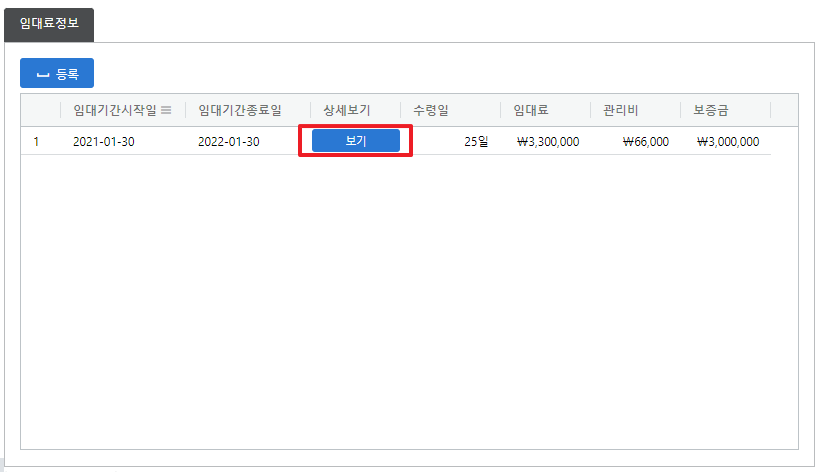 임대료정보
등록
임대기간시작일 임대기간종료일 상세보기 수령일 임대료 관리비 보증금
1 2021-01-30 2022-01-30 보기 25일 ₩3,300,000 ₩66,000 ₩3,000,000